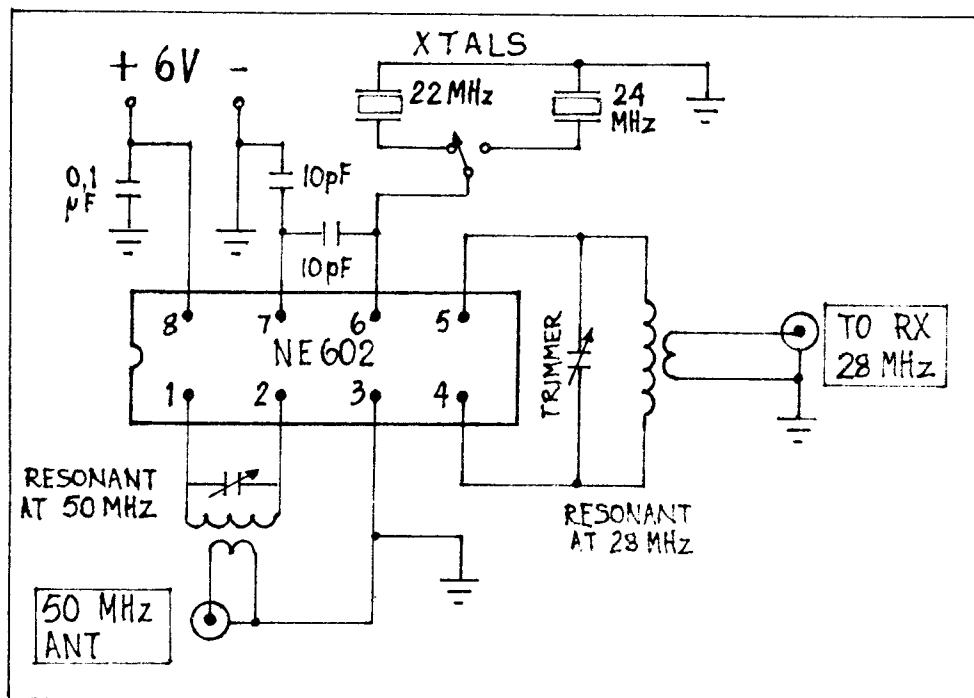 XTALS
+ 6V -
22 MHz
24
MHz
0,1
µF
10pF
10pF
8 7 6 5
NE602
1 2 3 4
TRIMMER
TO RX
28 MHz
RESONANT
AT 50 MHz
RESONANT
AT 28 MHz
50 MHz
ANT